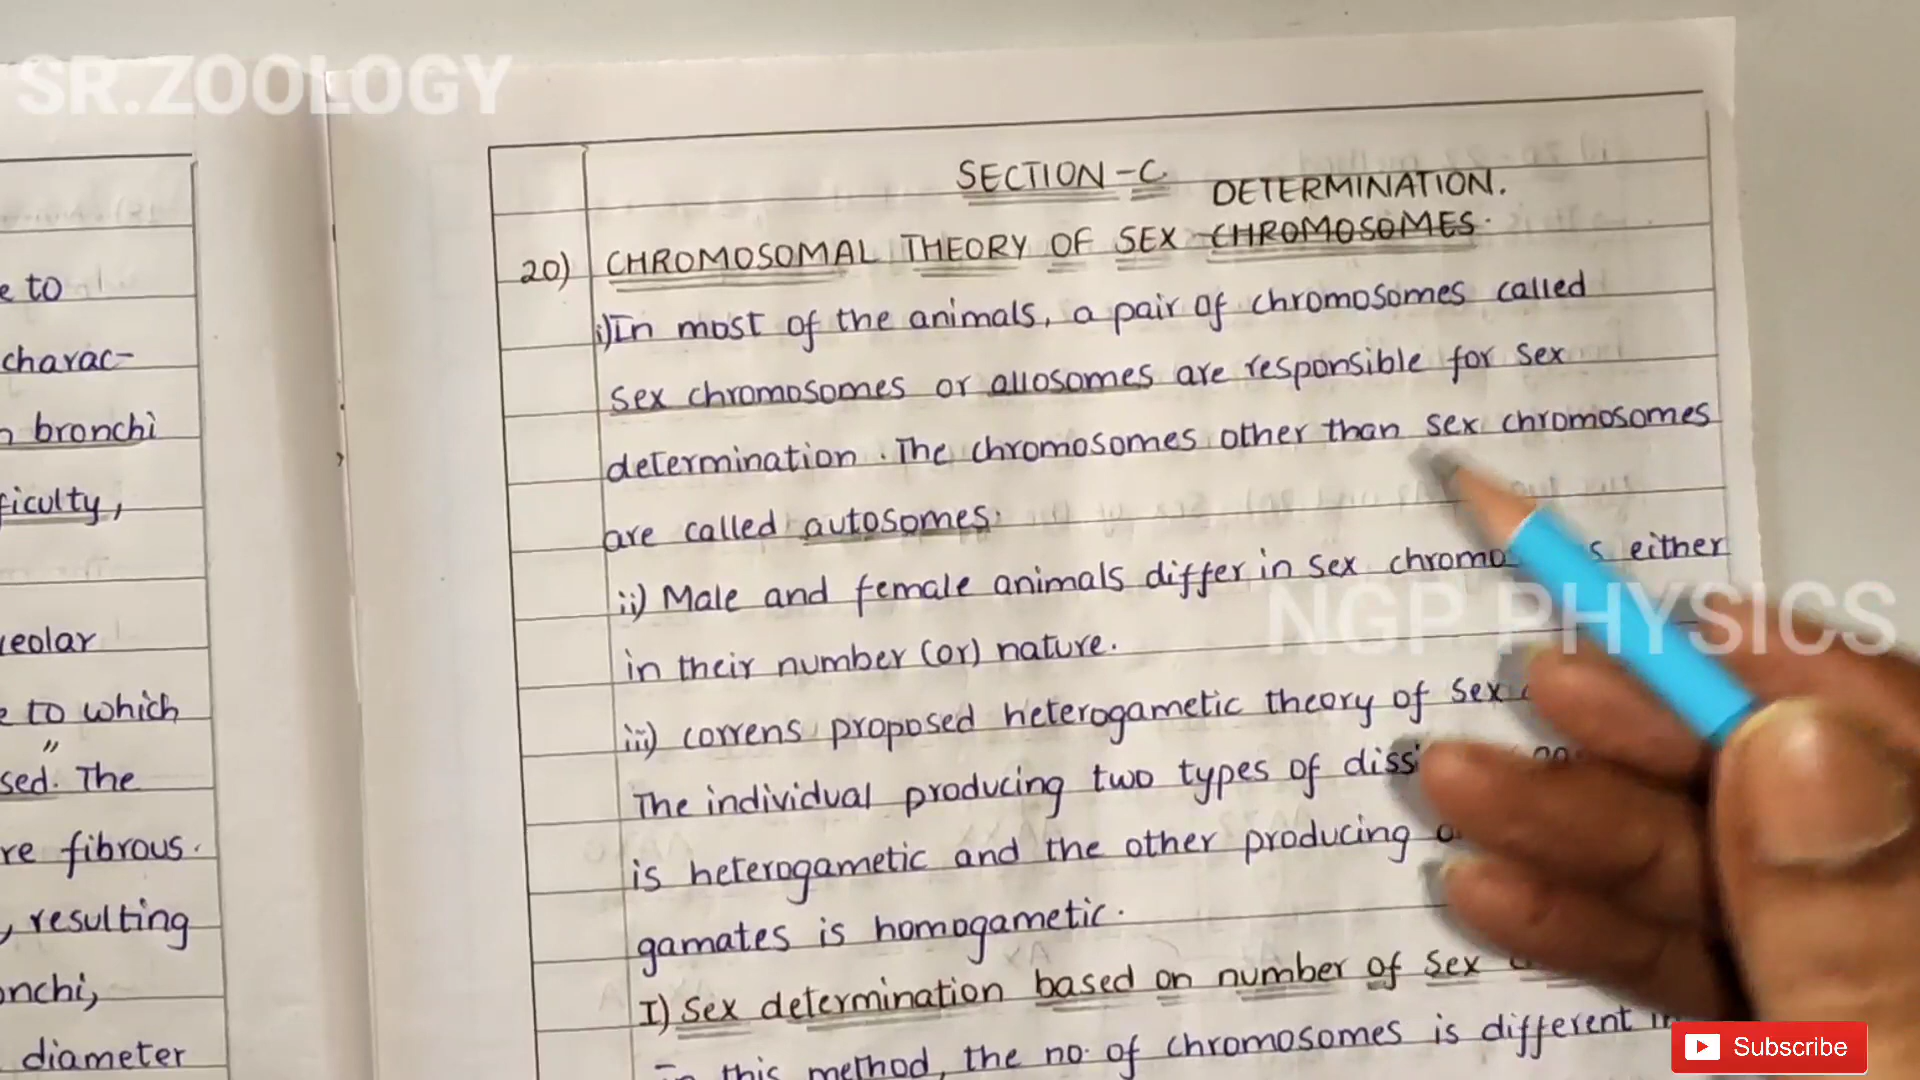 SR.ZOOLOGY
e to
charac-
bronchi
ficulty,
eolar
to which
sed. The
re fibrous.
resulting
nchi,
diameter
SECTION-C
DETERMINATION.
20) CHROMOSOMAL THEORY OF SEX CHROMOSOMES.
i) In most of the animals, a pair of chromosomes called
sex chromosomes or allosomes are responsible for sex
determination. The chromosomes other than sex chromosomes
are called autosomes.
ii) Male and female animals differ in sex chromo s either
in their number (or) nature.
NGP PHYSICS
iii) correns proposed heterogametic theory of sex
The individual producing two types of diss
is heterogametic and the other producing
gamates is homogametic.
I) Sex determination based on number of sex
In this method, the no. of chromosomes is different in
Subscribe